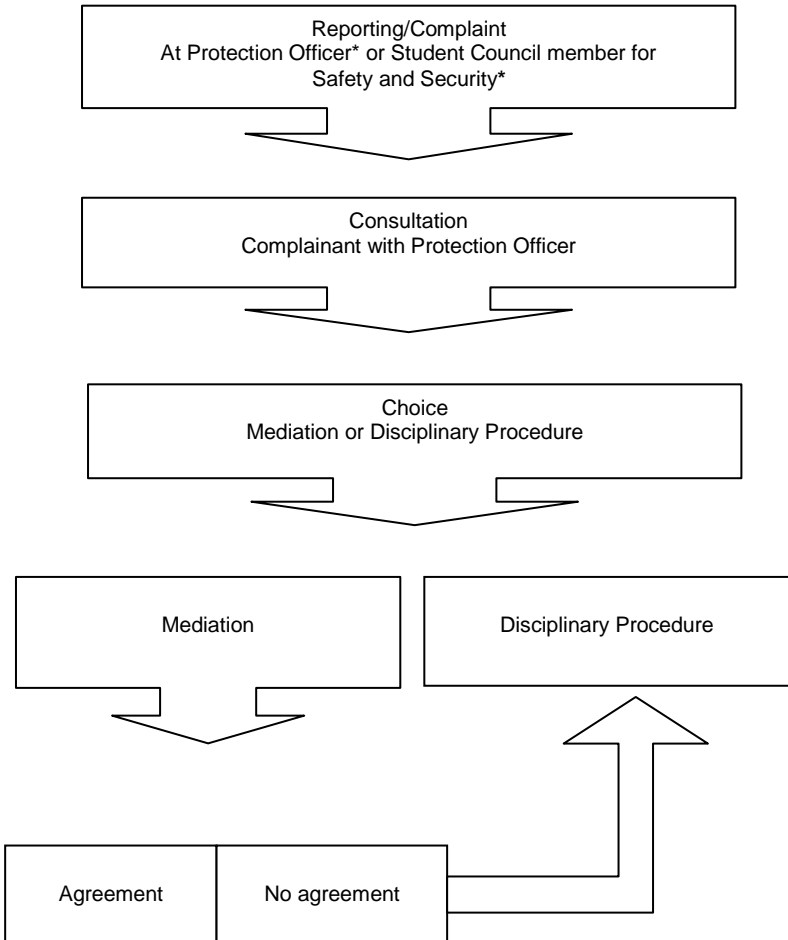 Reporting/Complaint
At Protection Officer* or Student Council member for
Safety and Security*
Consultation
Complainant with Protection Officer
Choice
Mediation or Disciplinary Procedure
Mediation
Disciplinary Procedure
Agreement
No agreement